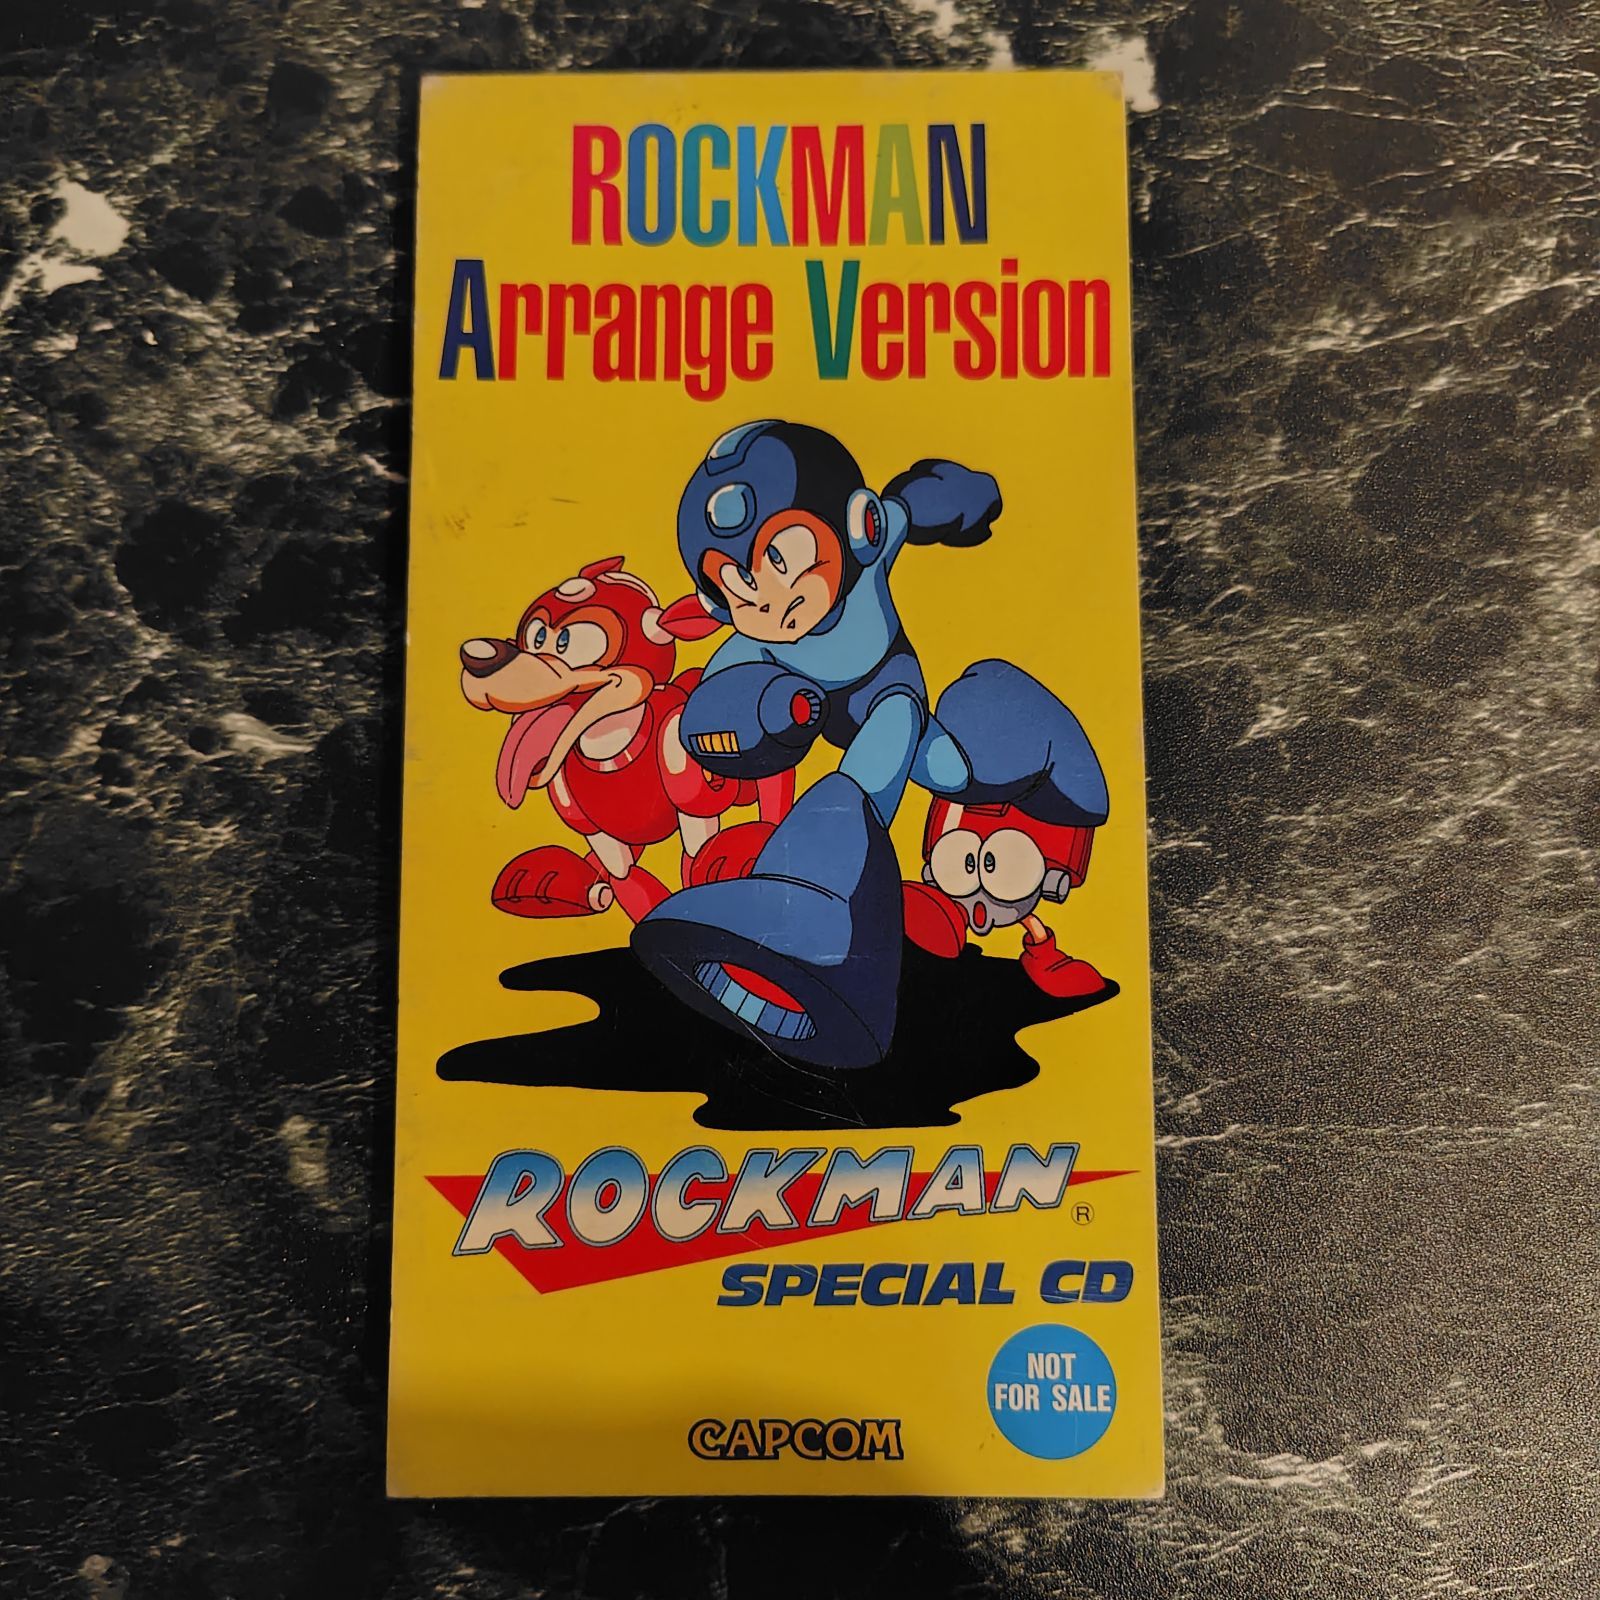 ROCKMAN
Arrange Version
ROCKMAN ®
SPECIAL CD
NOT
FOR SALE
CAPCOM